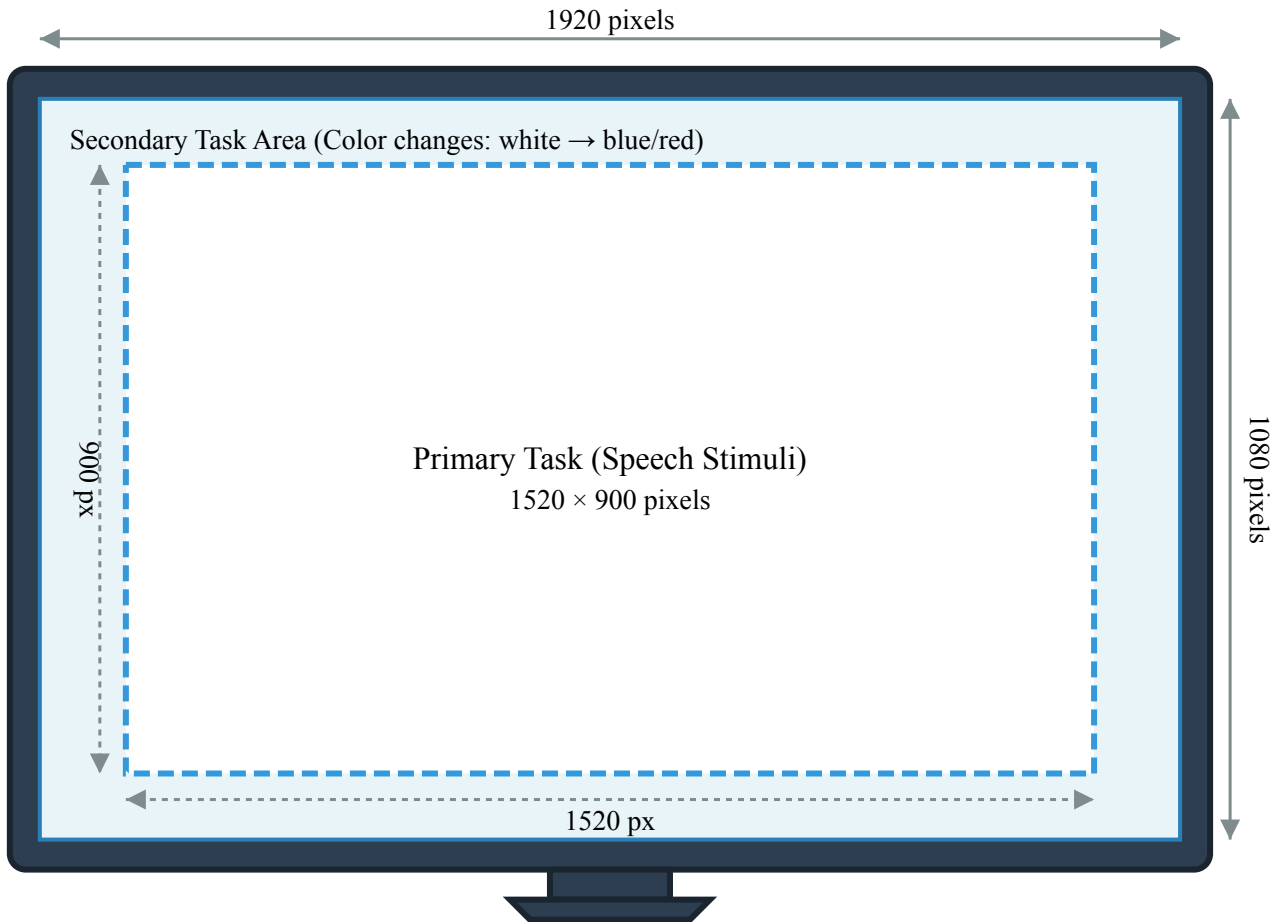 1920 pixels
Secondary Task Area (Color changes: white → blue/red)
900 px
Primary Task (Speech Stimuli)
1520 × 900 pixels
1080 pixels
1520 px